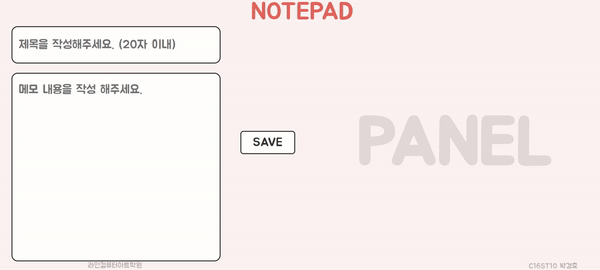 NOTEPAD
제목을 작성해주세요. (20자 이내)
메모 내용을 작성 해주세요.
SAVE
PANEL
라인컴퓨터아트학원
C16ST10 박경호